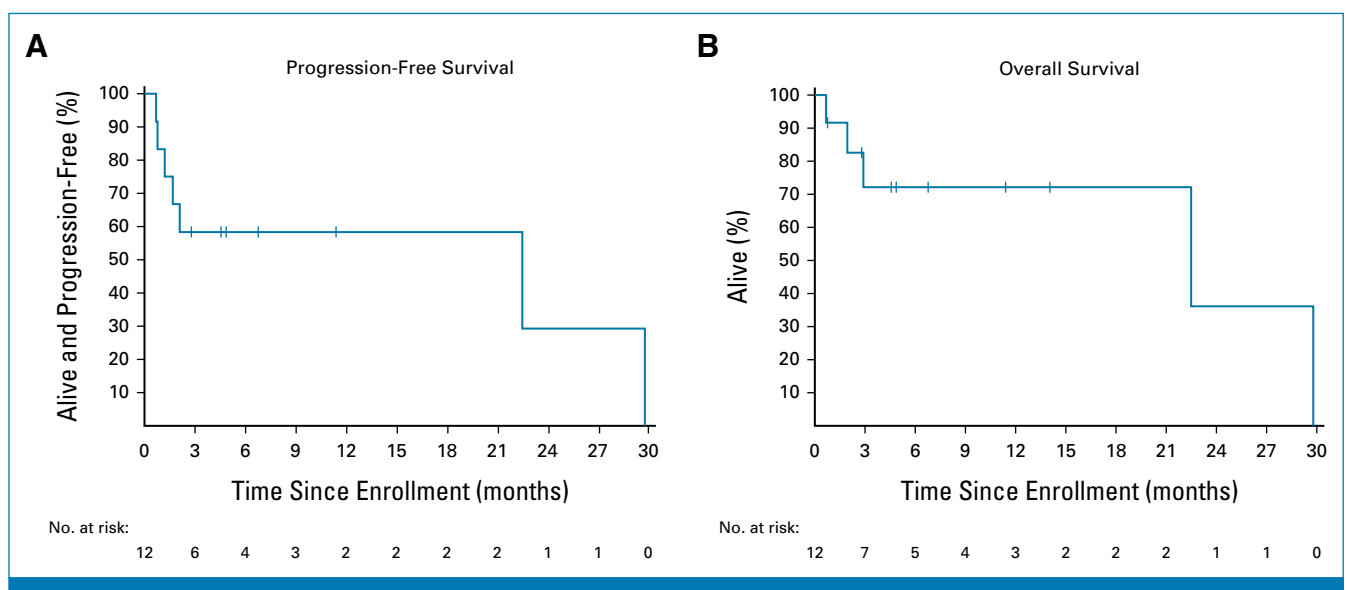 A
Progression-Free Survival
Alive and Progression-Free (%)
100
90
80
70
60
50
40
30
20
10
0 3 6 9 12 15 18 21 24 27 30
Time Since Enrollment (months)
No. at risk:
12 6 4 3 2 2 2 2 1 1 0
B
Overall Survival
Alive (%)
100
90
80
70
60
50
40
30
20
10
0 3 6 9 12 15 18 21 24 27 30
Time Since Enrollment (months)
No. at risk:
12 7 5 4 3 2 2 2 1 1 0